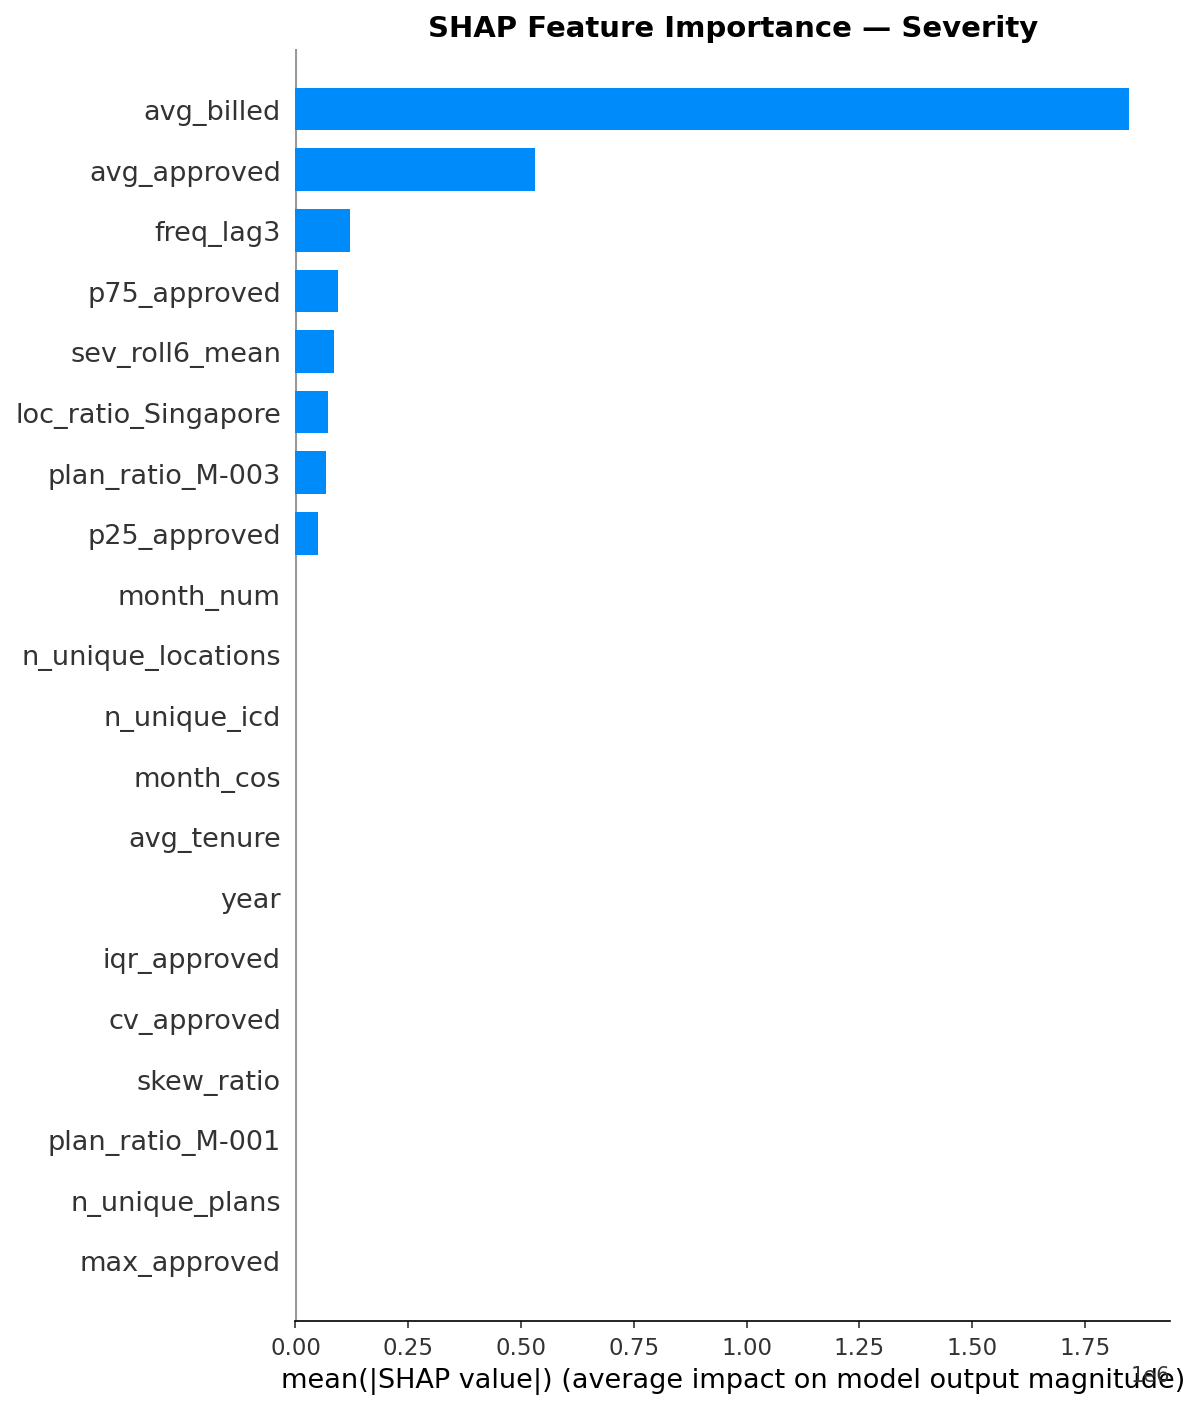 SHAP Feature Importance — Severity
avg_billed
avg_approved
freq_lag3
p75_approved
sev_roll6_mean
loc_ratio_Singapore
plan_ratio_M-003
p25_approved
month_num
n_unique_locations
n_unique_icd
month_cos
avg_tenure
year
iqr_approved
cv_approved
skew_ratio
plan_ratio_M-001
n_unique_plans
max_approved
0.00 0.25 0.50 0.75 1.00 1.25 1.50 1.75
1e6
mean(|SHAP value|) (average impact on model output magnitude)